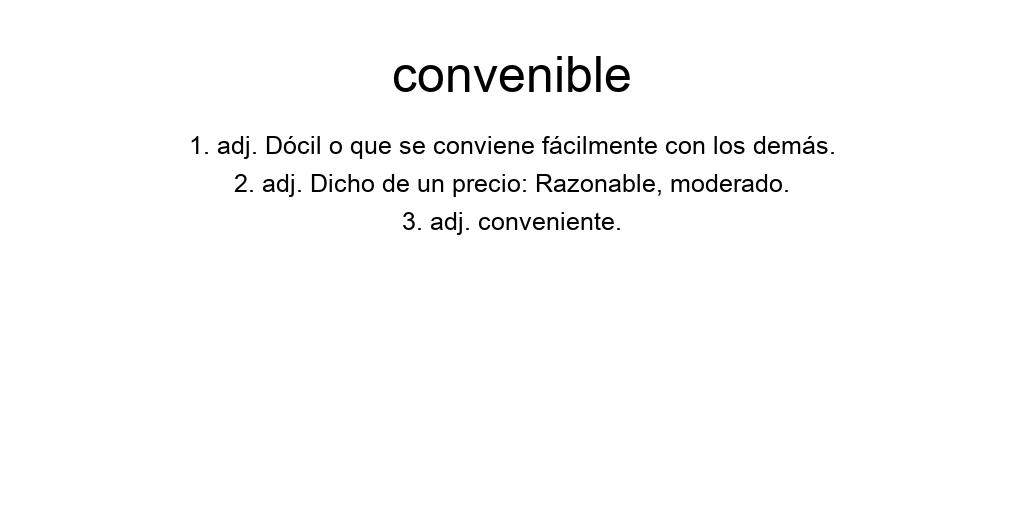 convenible
1. adj. Dócil o que se conviene fácilmente con los demás.
2. adj. Dicho de un precio: Razonable, moderado.
3. adj. conveniente.